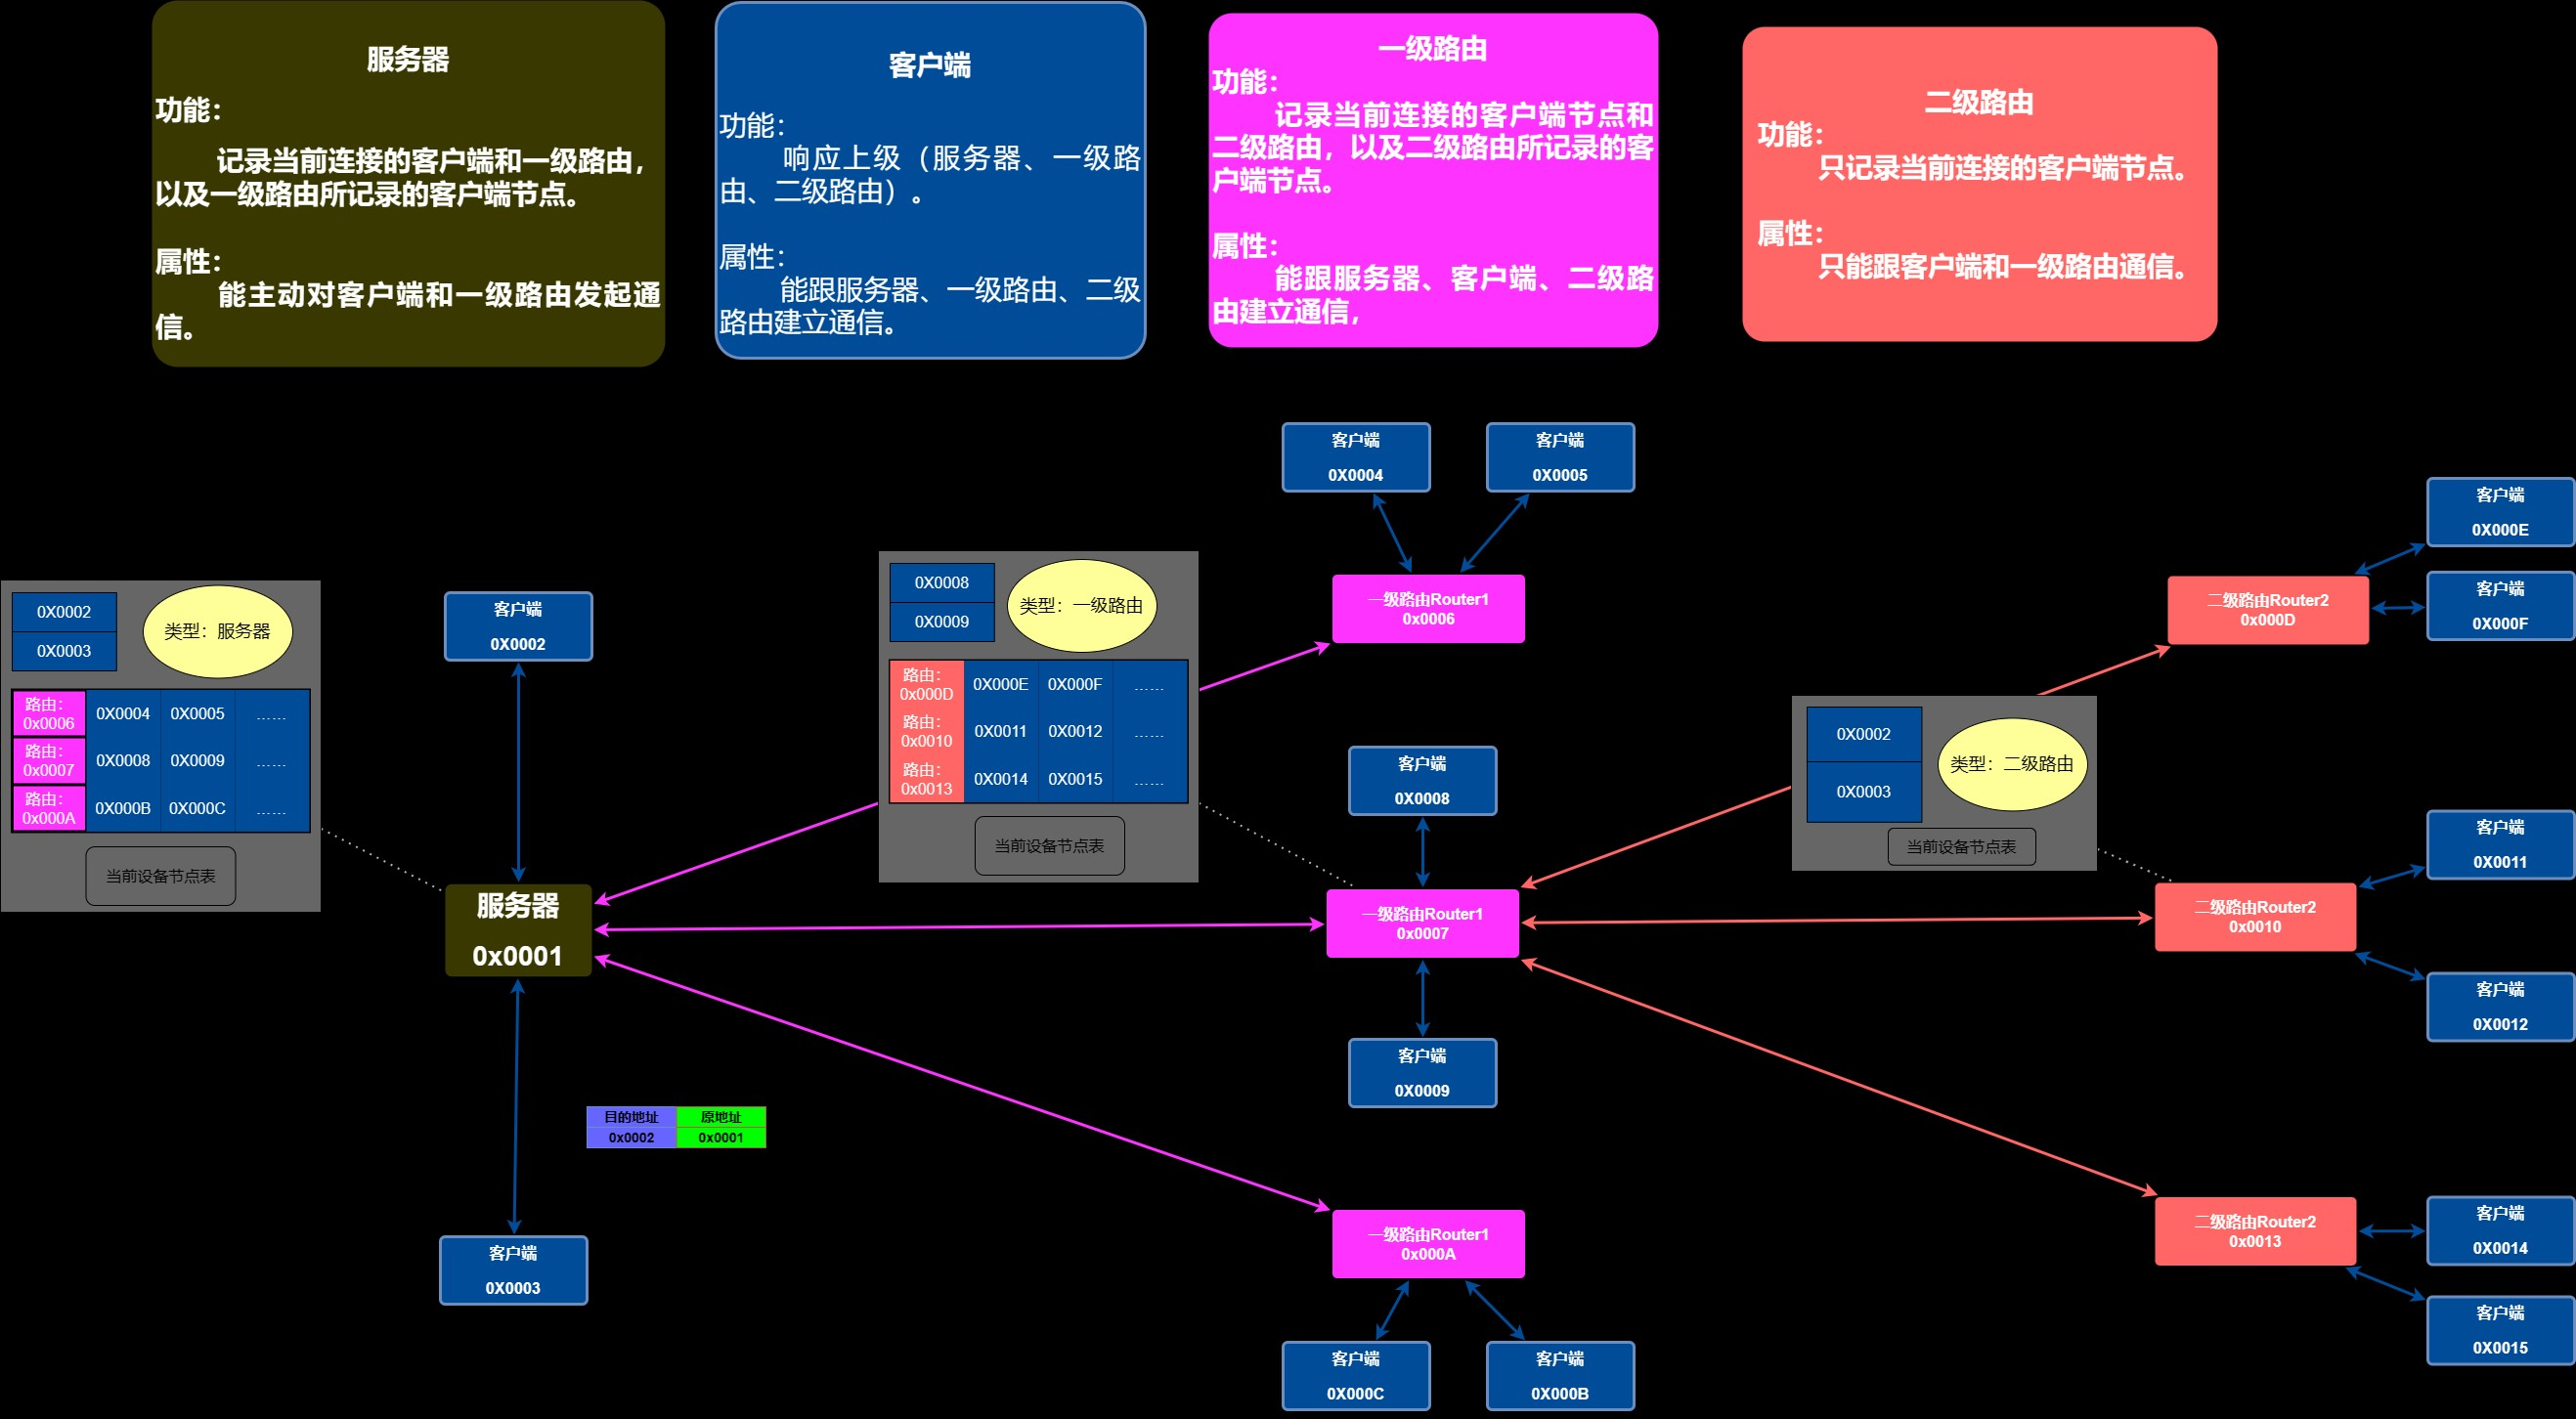 服务器
功能：
记录当前连接的客户端和一级路由，
以及一级路由所记录的客户端节点。
属性：
能主动对客户端和一级路由发起通
信。
客户端
功能：
响应上级（服务器、一级路
由、二级路由）。
属性：
能跟服务器、一级路由、二级
路由建立通信。
一级路由
功能：
记录当前连接的客户端节点和
二级路由，以及二级路由所记录的客
户端节点。
属性：
能跟服务器、客户端、二级路
由建立通信，
二级路由
功能：
只记录当前连接的客户端节点。
属性：
只能跟客户端和一级路由通信。
0X0002
0X0003
类型：服务器
路由：
0x0006
0X0004
0X0005
……
路由：
0x0007
0X0008
0X0009
……
路由：
0x000A
0X000B
0X000C
……
当前设备节点表
客户端
0X0002
服务器
0x0001
客户端
0X0003
目的地址
原地址
0x0002
0x0001
0X0008
0X0009
类型：一级路由
路由：
0x000D
0X000E
0X000F
……
路由：
0x0010
0X0011
0X0012
……
路由：
0x0013
0X0014
0X0015
……
当前设备节点表
客户端
0X0004
客户端
0X0005
一级路由Router1
0x0006
客户端
0X0008
一级路由Router1
0x0007
客户端
0X0009
一级路由Router1
0x000A
客户端
0X000C
客户端
0X000B
0X0002
0X0003
类型：二级路由
当前设备节点表
二级路由Router2
0x000D
客户端
0X000E
客户端
0X000F
二级路由Router2
0x0010
客户端
0X0011
客户端
0X0012
二级路由Router2
0x0013
客户端
0X0014
客户端
0X0015